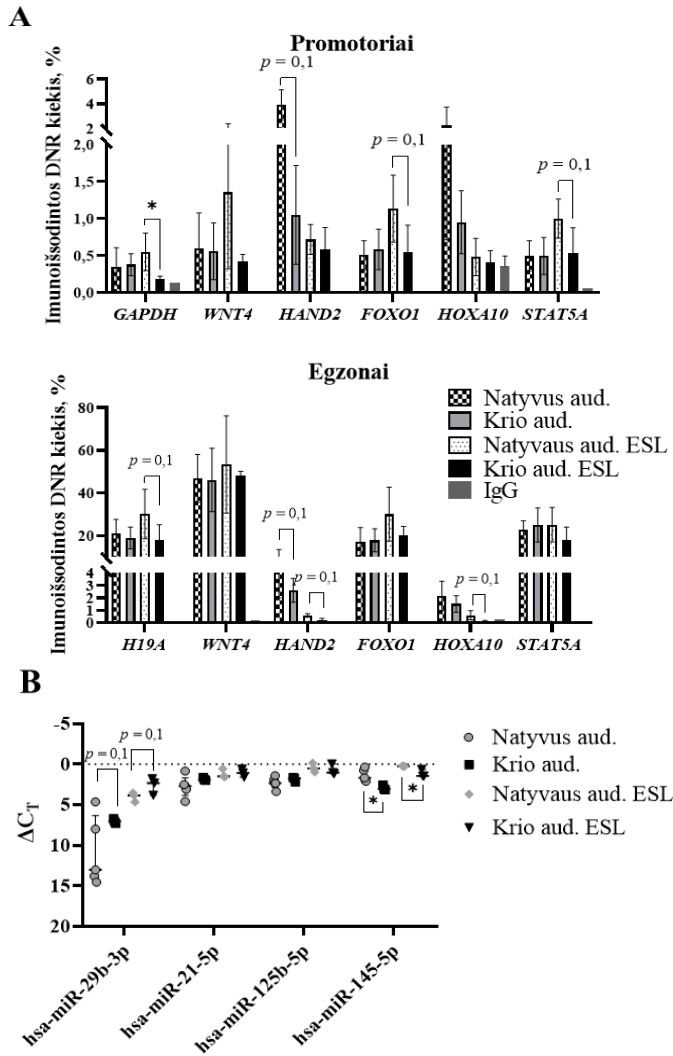 A
Promotoriai
Imunoišsodintos DNR kiekis, %
6
4
2
2,0
1,5
1,0
0,5
0,0
*
p = 0,1
p = 0,1
p = 0,1
GAPDH WNT4 HAND2 FOXO1 HOXA10 STAT5A
Egzonai
Imunoišsodintos DNR kiekis, %
80
60
40
20
4
3
2
1
0
p = 0,1
p = 0,1
p = 0,1
p = 0,1
H19A WNT4 HAND2 FOXO1 HOXA10 STAT5A
Natyvus aud.
Krio aud.
Natyvaus aud. ESL
Krio aud. ESL
IgG
B
ΔCT
-5
0
5
10
15
20
p = 0,1
p = 0,1
*
*
hsa-miR-29b-3p
hsa-miR-21-5p
hsa-miR-125b-5p
hsa-miR-145-5p
Natyvus aud.
Krio aud.
Natyvaus aud. ESL
Krio aud. ESL